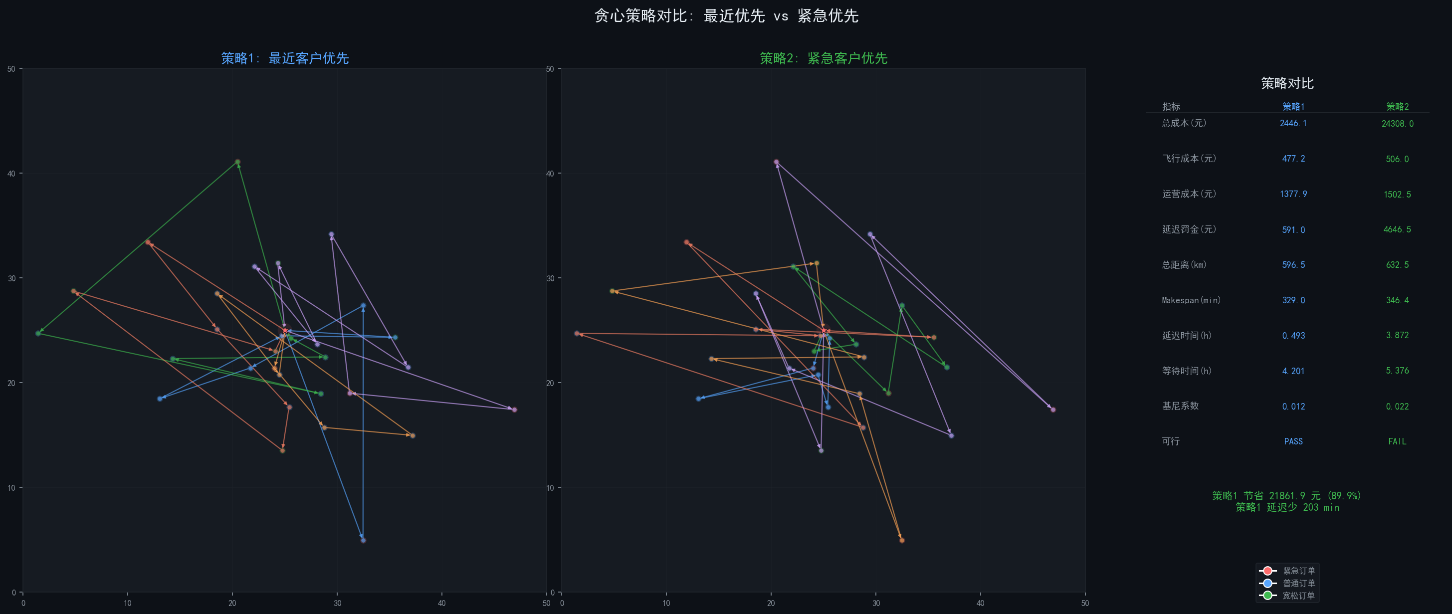 贪心策略对比: 最近优先 vs 紧急优先
策略1: 最近客户优先
50
40
30
20
10
0
0 10 20 30 40 50
策略2: 紧急客户优先
50
40
30
20
10
0
0 10 20 30 40 50
策略对比
指标 策略1 策略2
总成本(元) 2446.1 24308.0
飞行成本(元) 477.2 506.0
运营成本(元) 1377.9 1502.5
延迟罚金(元) 591.0 4646.5
总距离(km) 596.5 632.5
Makespan(min) 329.0 346.4
延迟时间(h) 0.493 3.872
等待时间(h) 4.201 5.376
基尼系数 0.012 0.022
可行 PASS FAIL
策略1 节省 21861.9 元 (89.9%)
策略1 延迟少 203 min
紧急订单
普通订单
宽松订单